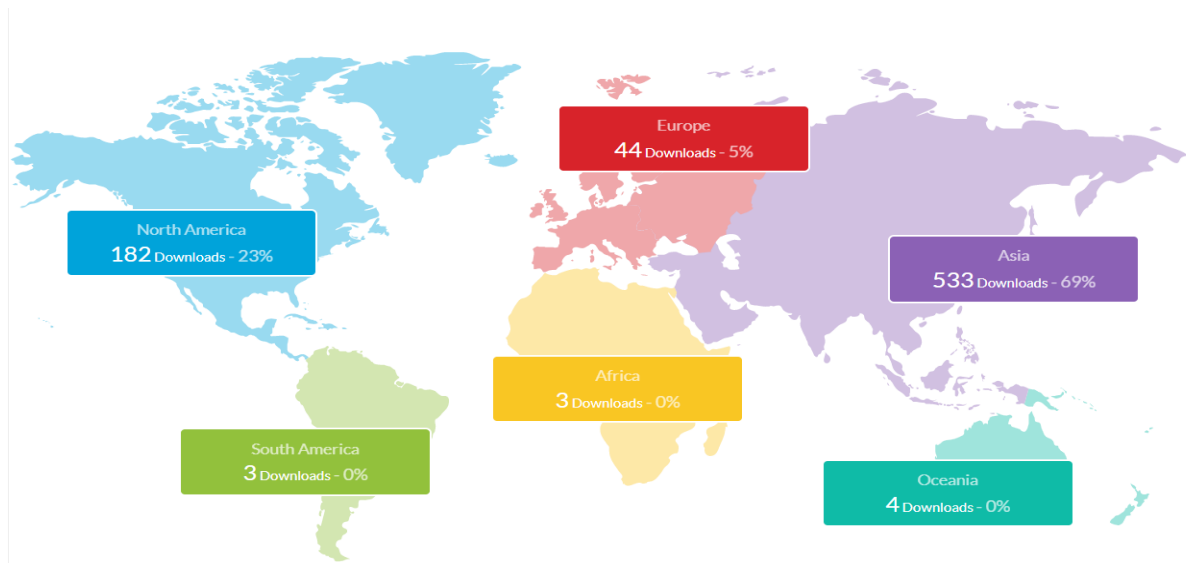 Europe
44 Downloads - 5%
North America
182 Downloads - 23%
Asia
533 Downloads - 69%
Africa
3 Downloads - 0%
South America
3 Downloads - 0%
Oceania
4 Downloads - 0%